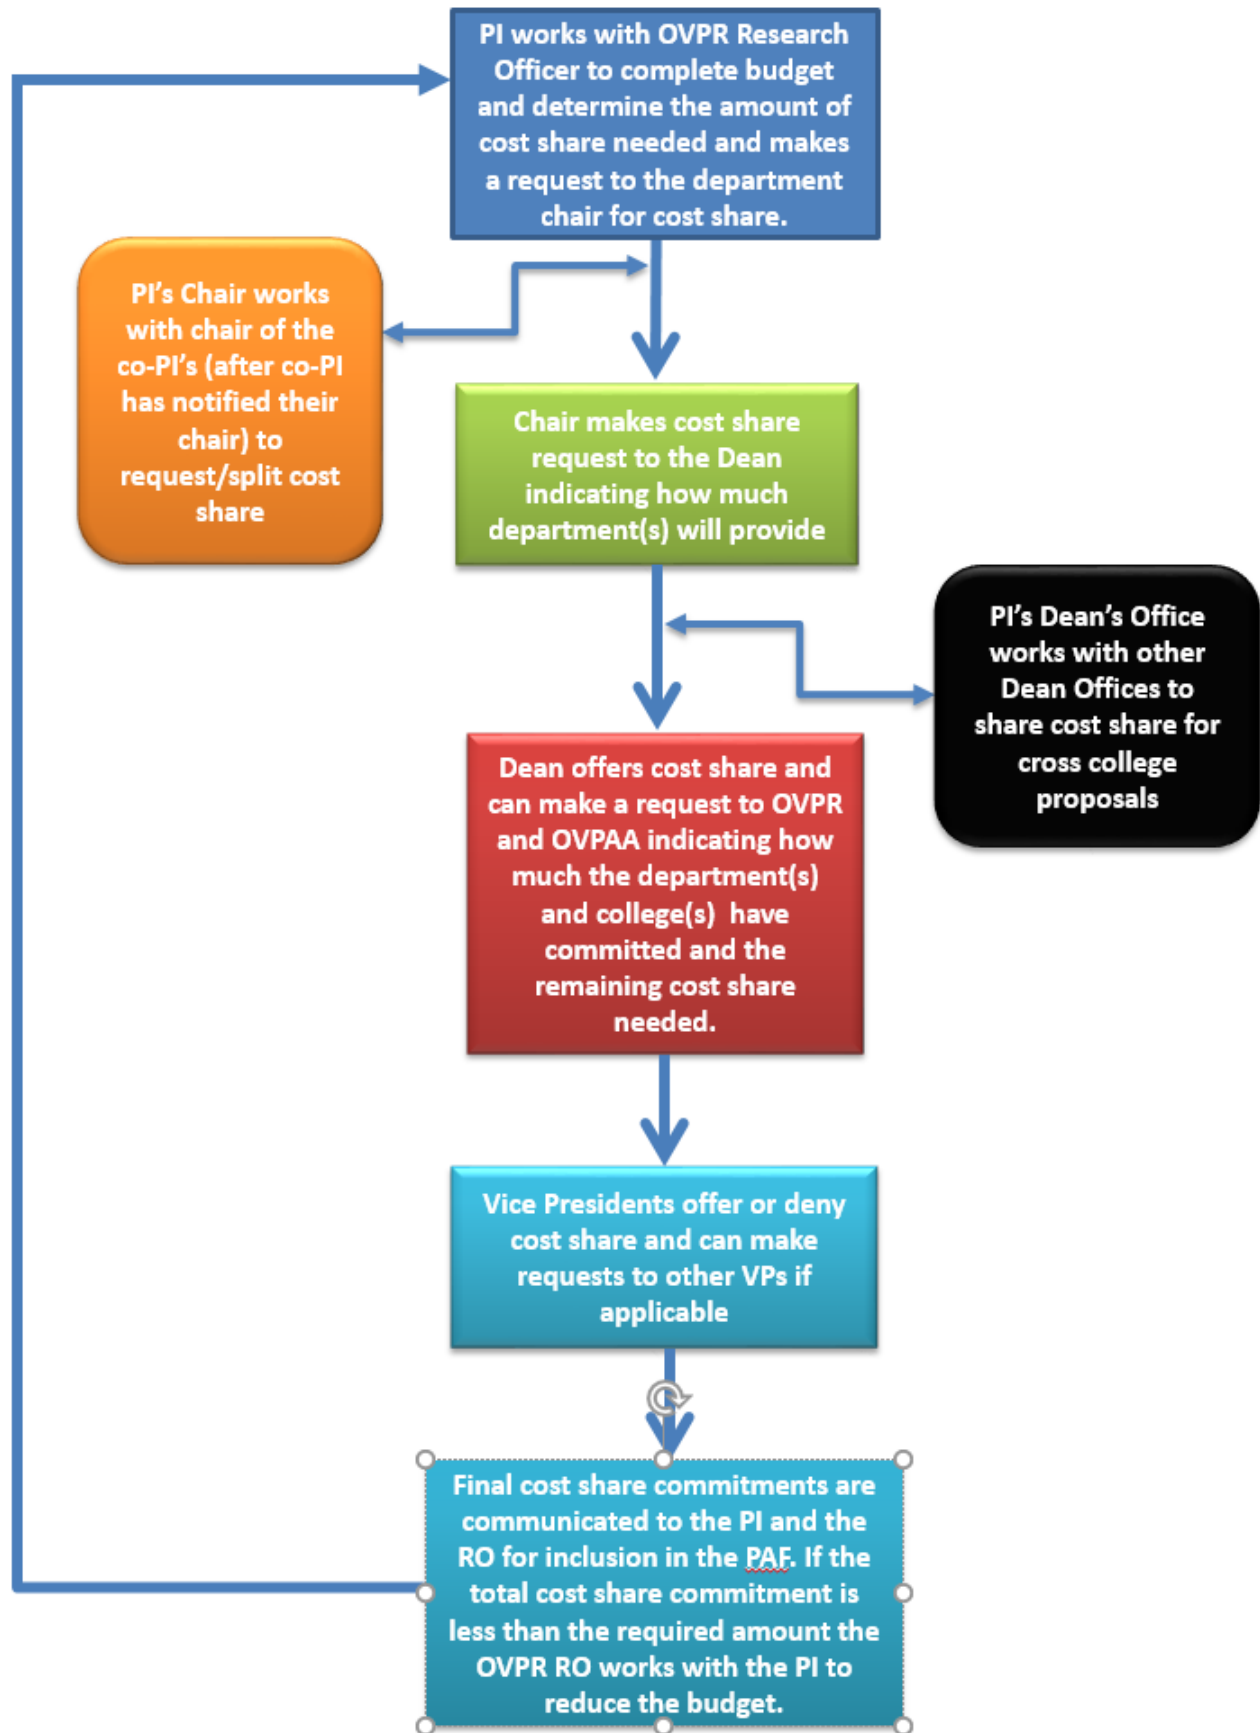 PI works with OVPR Research
Officer to complete budget
and determine the amount of
cost share needed and makes
a request to the department
chair for cost share.
PI's Chair works
with chair of the
co-PI's (after co-PI
has notified their
chair) to
request/split cost
share
Chair makes cost share
request to the Dean
indicating how much
department(s) will provide
PI's Dean's Office
works with other
Dean Offices to
share cost share for
cross college
proposals
Dean offers cost share and
can make a request to OVPR
and OVPAA indicating how
much the department(s)
and college(s) have
committed and the
remaining cost share
needed.
Vice Presidents offer or deny
cost share and can make
requests to other VPs if
applicable
Final cost share commitments are
communicated to the PI and the
RO for inclusion in the PAF. If the
total cost share commitment is
less than the required amount the
OVPR RO works with the PI to
reduce the budget.